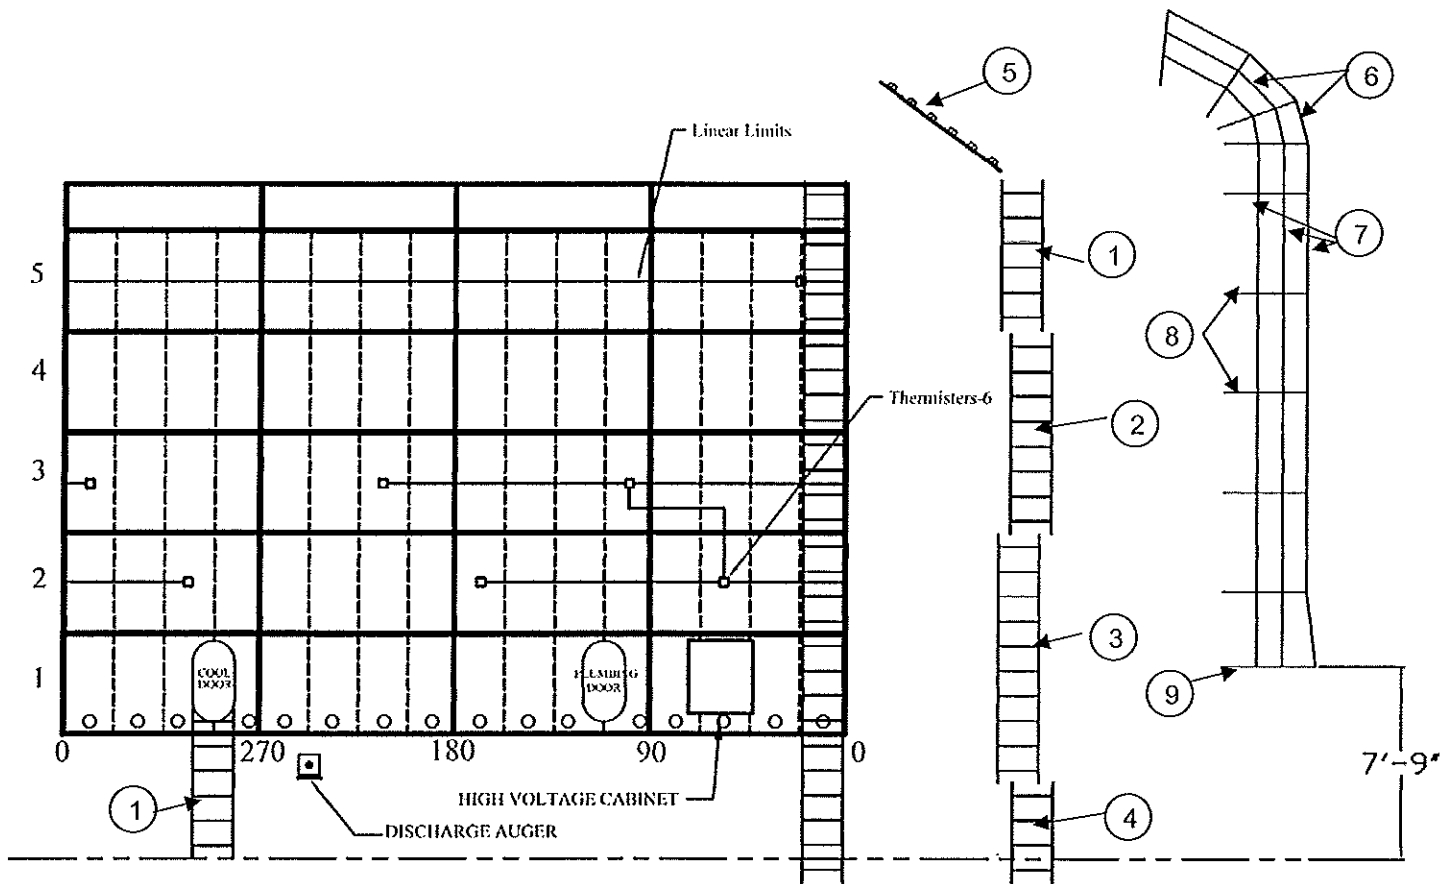 5
6
Linear Limits
7
1
5
8
4
Thermisters-6
2
3
2
3
1
COOL
DOOR
PLUMBING
DOOR
9
0
270
180
90
0
7'-9"
1
HIGH VOLTAGE CABINET
4
DISCHARGE AUGER